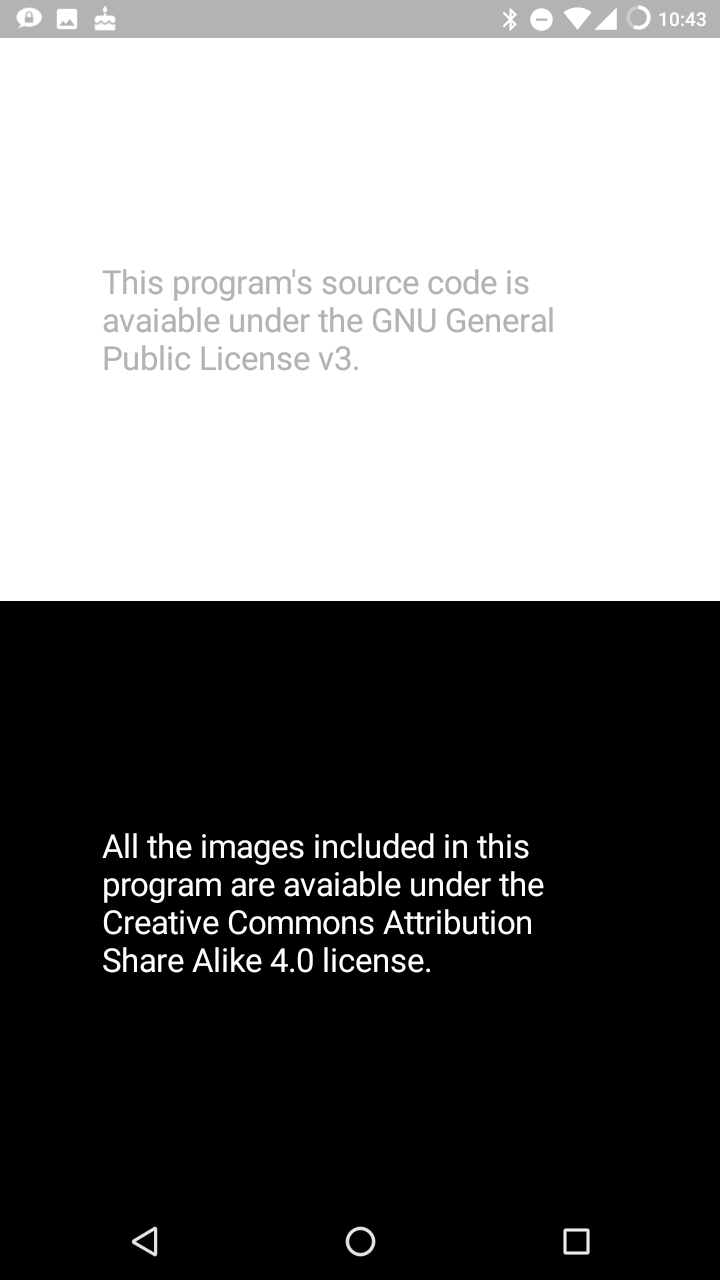 10:43
This program's source code is
avaiable under the GNU General
Public License v3.
All the images included in this
program are avaiable under the
Creative Commons Attribution
Share Alike 4.0 license.